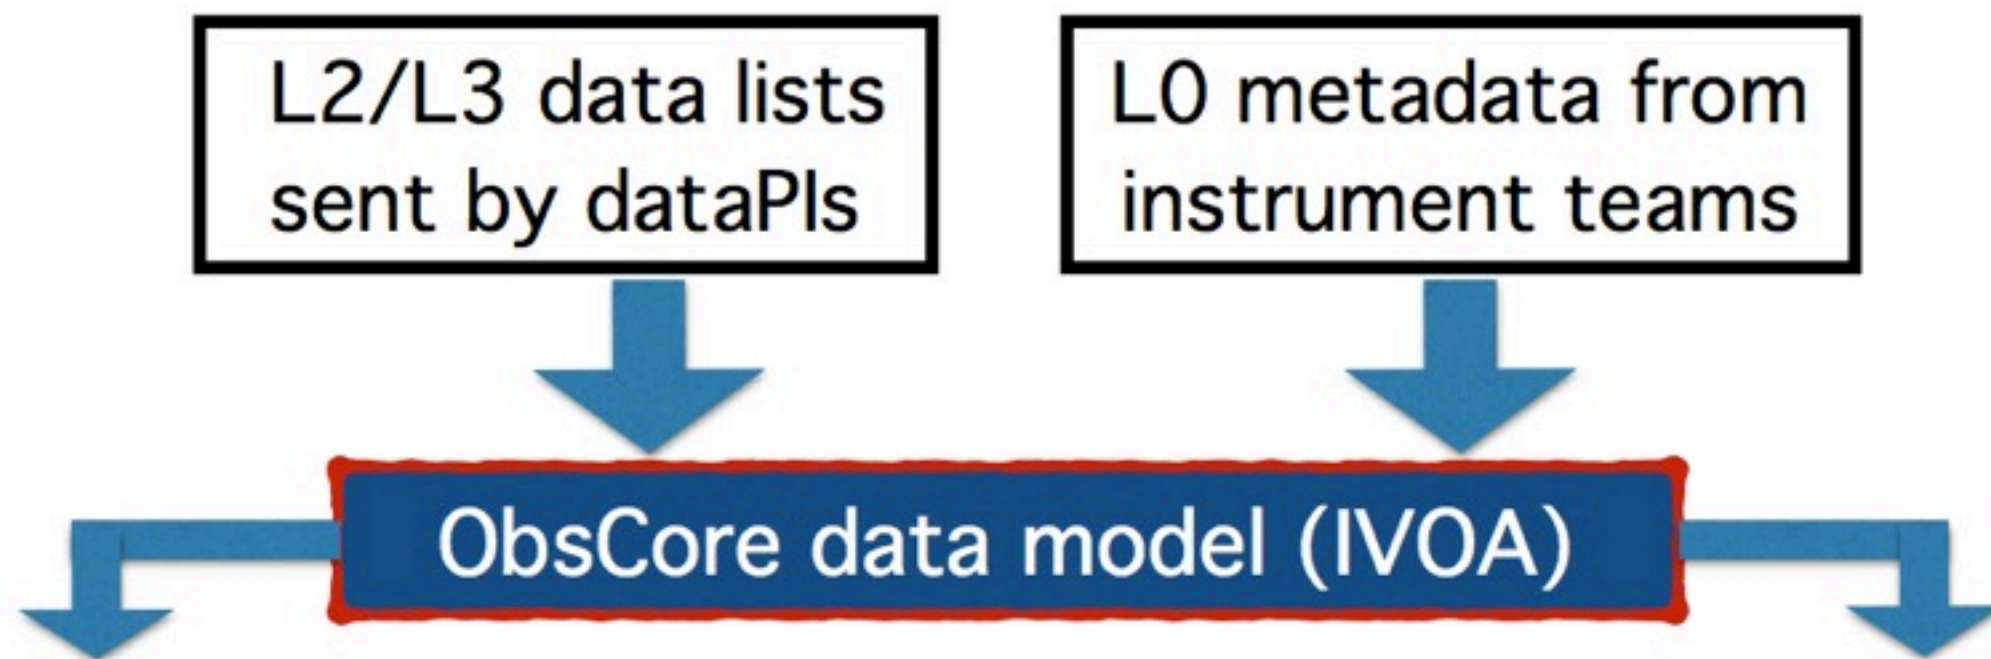 L2/L3 data lists
sent by dataPIs
L0 metadata from
instrument teams
ObsCore data model (IVOA)